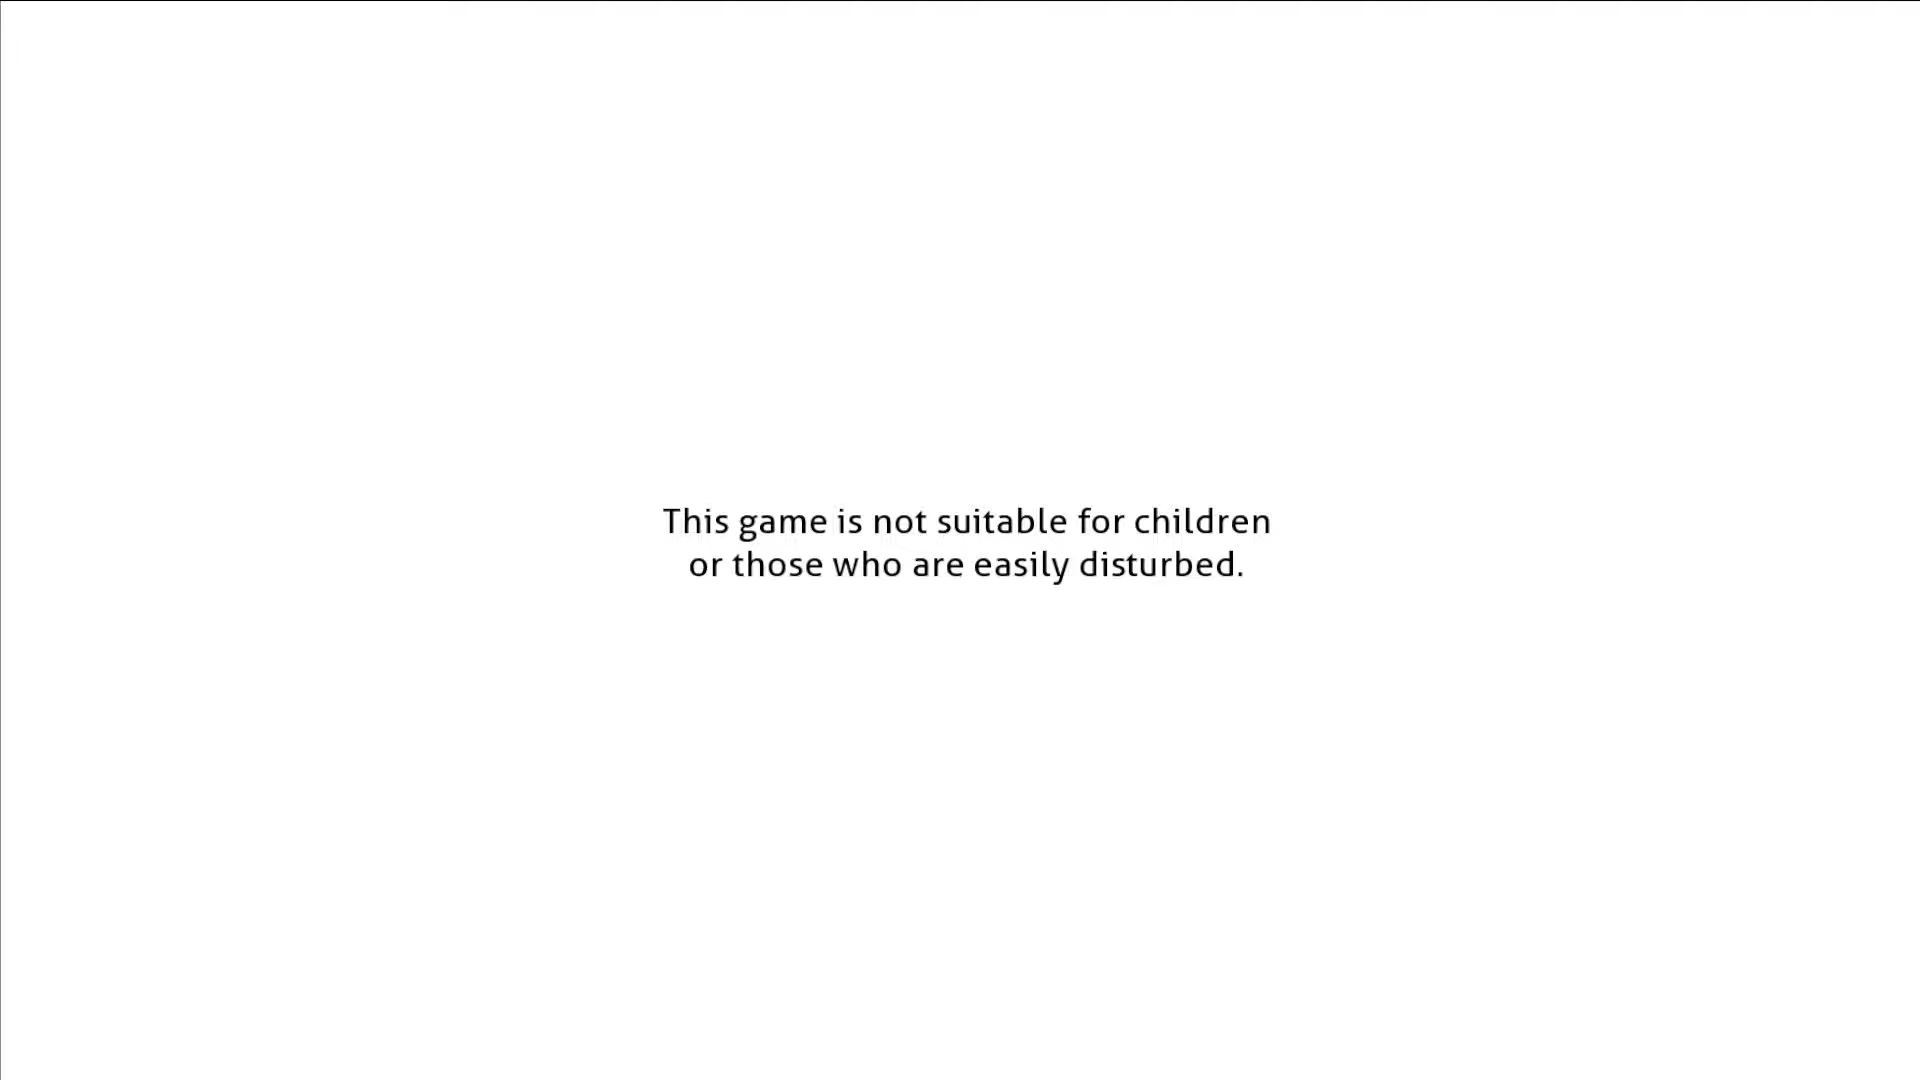 This game is not suitable for children
or those who are easily disturbed.